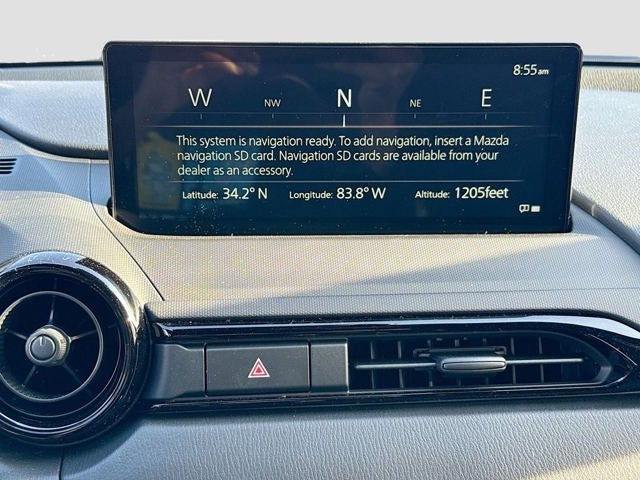 8:55am
W NW N NE E
This system is navigation ready. To add navigation, insert a Mazda
navigation SD card. Navigation SD cards are available from your
dealer as an accessory.
Latitude: 34.2° N Longitude: 83.8° W Altitude: 1205feet